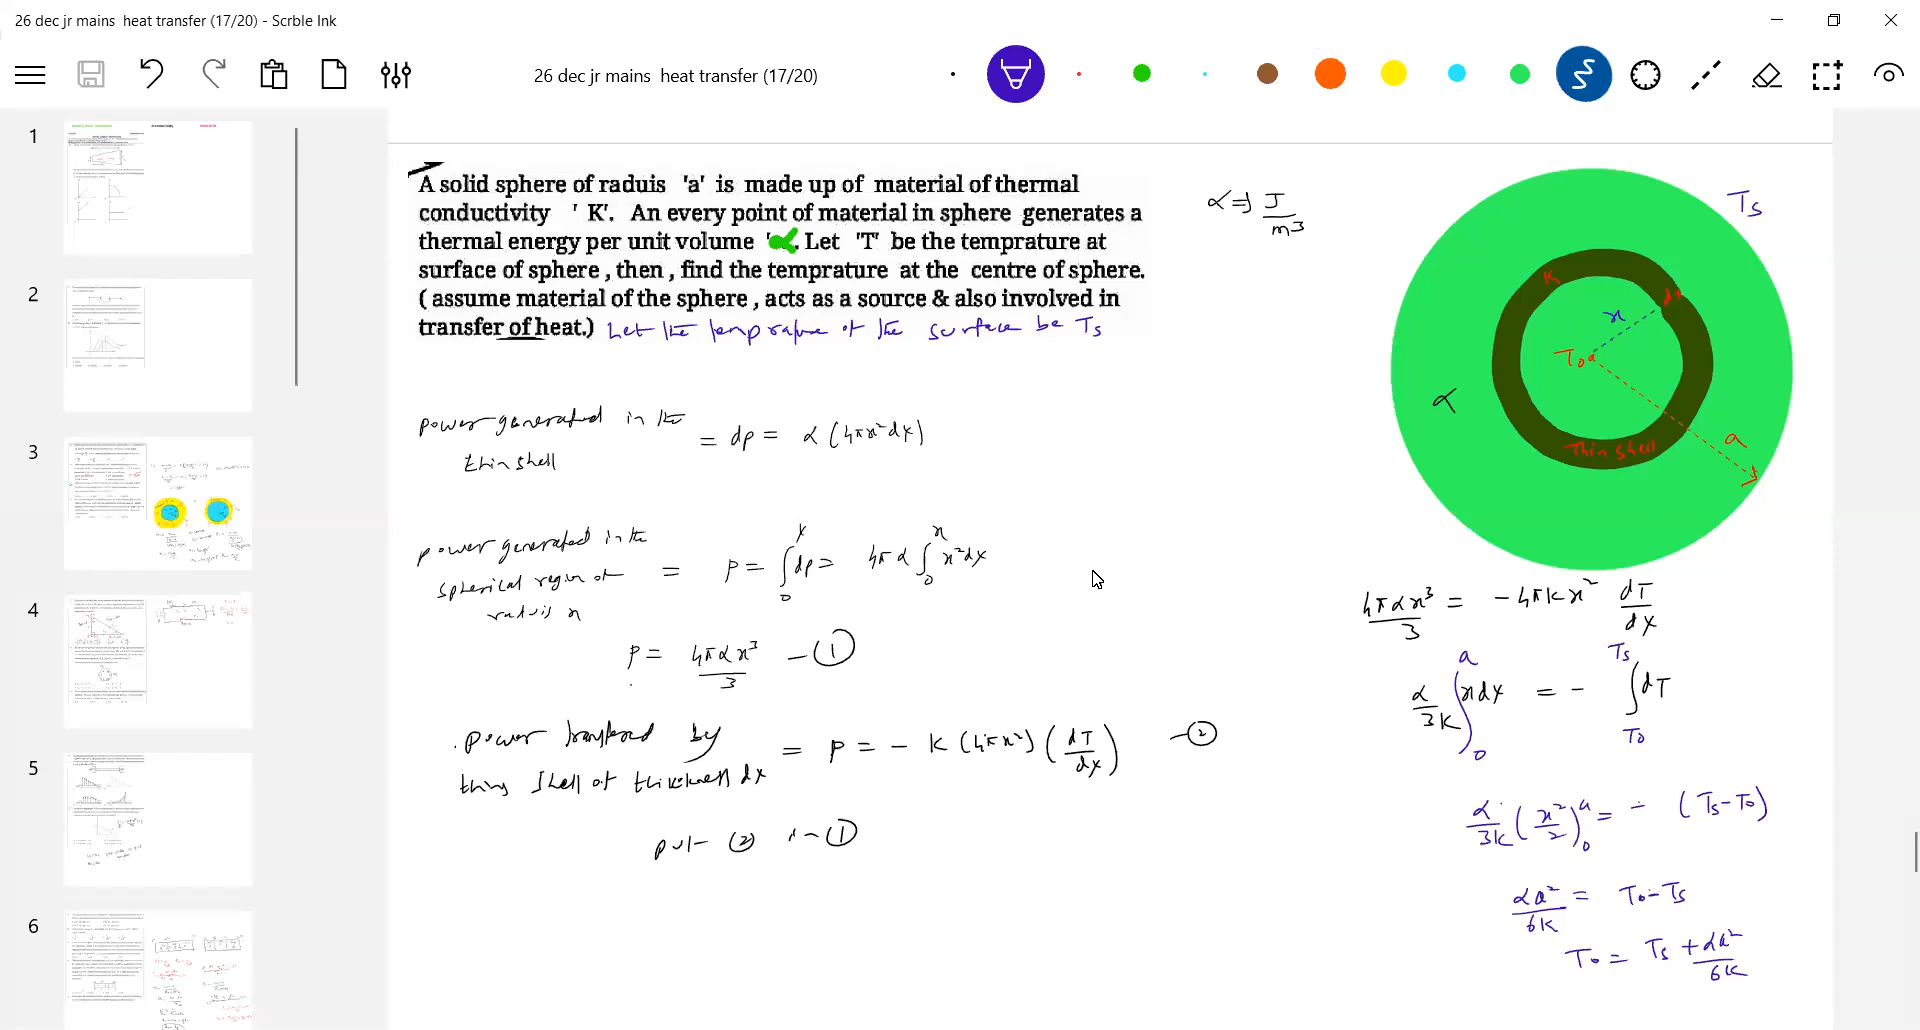 26 dec jr mains heat transfer (17/20) - Scrble Ink
26 dec jr mains heat transfer (17/20)
1
2
3
4
5
6
A solid sphere of raduis 'a' is made up of material of thermal
conductivity ' K'. An every point of material in sphere generates a
thermal energy per unit volume 'α. Let 'T' be the temprature at
surface of sphere , then , find the temprature at the centre of sphere.
( assume material of the sphere , acts as a source & also involved in
transfer of heat.) Let the temprature of the surface be Ts
α ⇒ J/m³
Ts
K
dx
x
To
a
α
Thin shell
power generated in the
thin shell
= dp = α (4πx²dx)
power generated in the
spherical region of
raduis x
= P = ∫₀ˣ dp = 4πα ∫₀ˣ x²dx
P = 4παx³/3 — ①
power transfered by
thin shell of thickness dx
= P = - K (4πx²) (dT/dx) — ②
put ② in ①
4παx³/3 = - 4πKx² dT/dx
α/3K ∫₀ᵃ xdx = - ∫ dT
Ts
To
α/3K (x²/2)₀ᵃ = - (Ts - To)
αa²/6K = To - Ts
To = Ts + αa²/6K